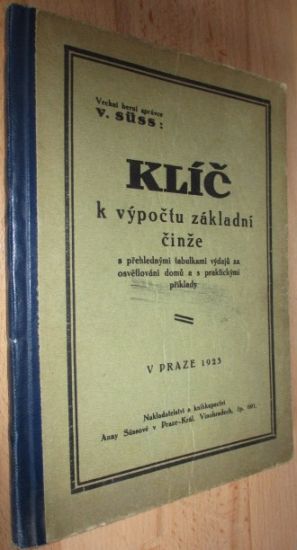 Vrchní berní správce
V. SÜSS:
KLÍČ
k výpočtu základní
činže
s přehlednými tabulkami výdajů za
osvětlování domů a s praktickými
příklady
V PRAZE 1923
Nakladatelství a knihkupectví
Anny Süssové v Praze-Král. Vinohradech, čp.